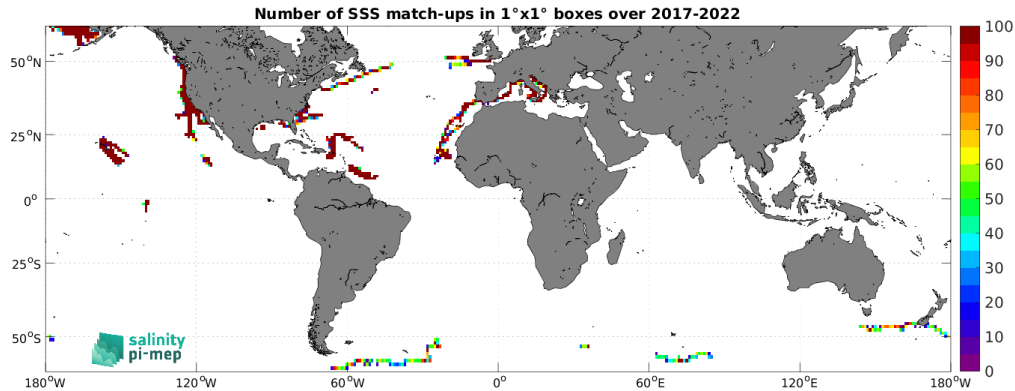 Number of SSS match-ups in 1°x1° boxes over 2017-2022
50°N
25°N
0°
25°S
50°S
180°W
120°W
60°W
0°
60°E
120°E
180°E
100
90
80
70
60
50
40
30
20
10
0
salinity
pi-mep